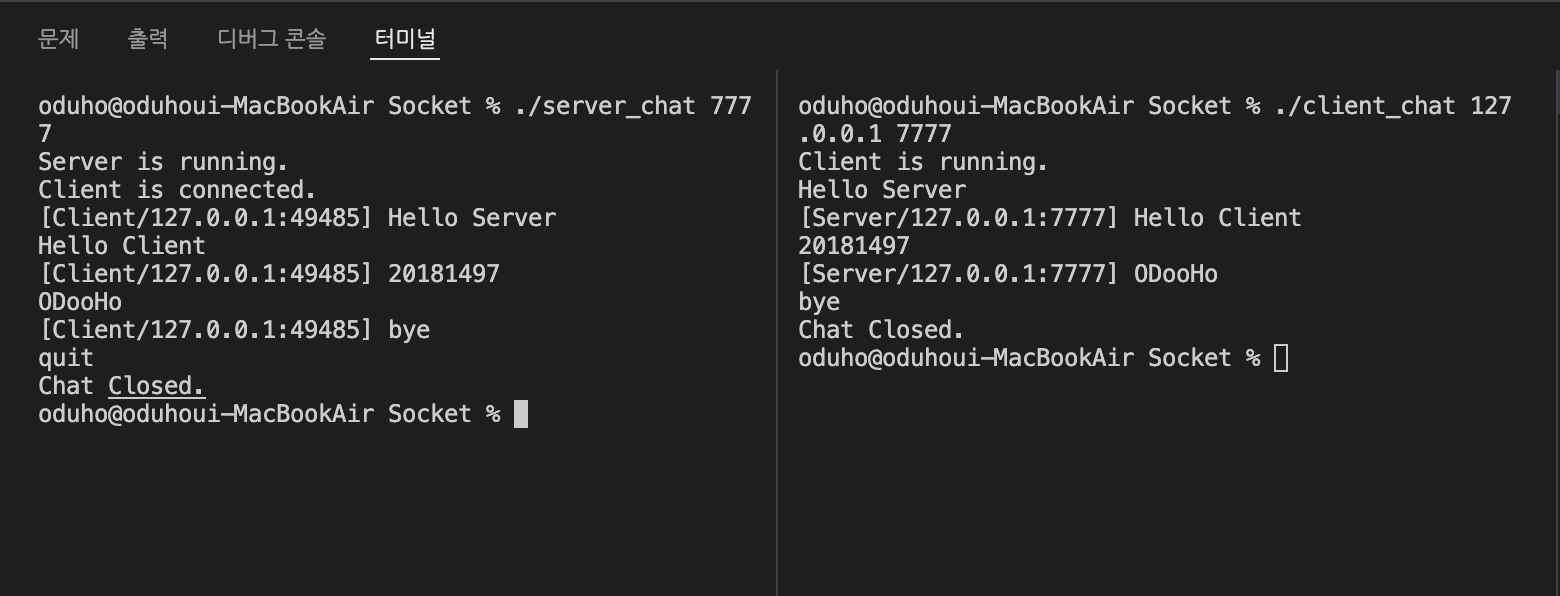 문제 출력 디버그 콘솔 터미널
oduho@oduhoui-MacBookAir Socket % ./server_chat 777
7
Server is running.
Client is connected.
[Client/127.0.0.1:49485] Hello Server
Hello Client
[Client/127.0.0.1:49485] 20181497
ODooHo
[Client/127.0.0.1:49485] bye
quit
Chat Closed.
oduho@oduhoui-MacBookAir Socket %
oduho@oduhoui-MacBookAir Socket % ./client_chat 127
.0.0.1 7777
Client is running.
Hello Server
[Server/127.0.0.1:7777] Hello Client
20181497
[Server/127.0.0.1:7777] ODooHo
bye
Chat Closed.
oduho@oduhoui-MacBookAir Socket %